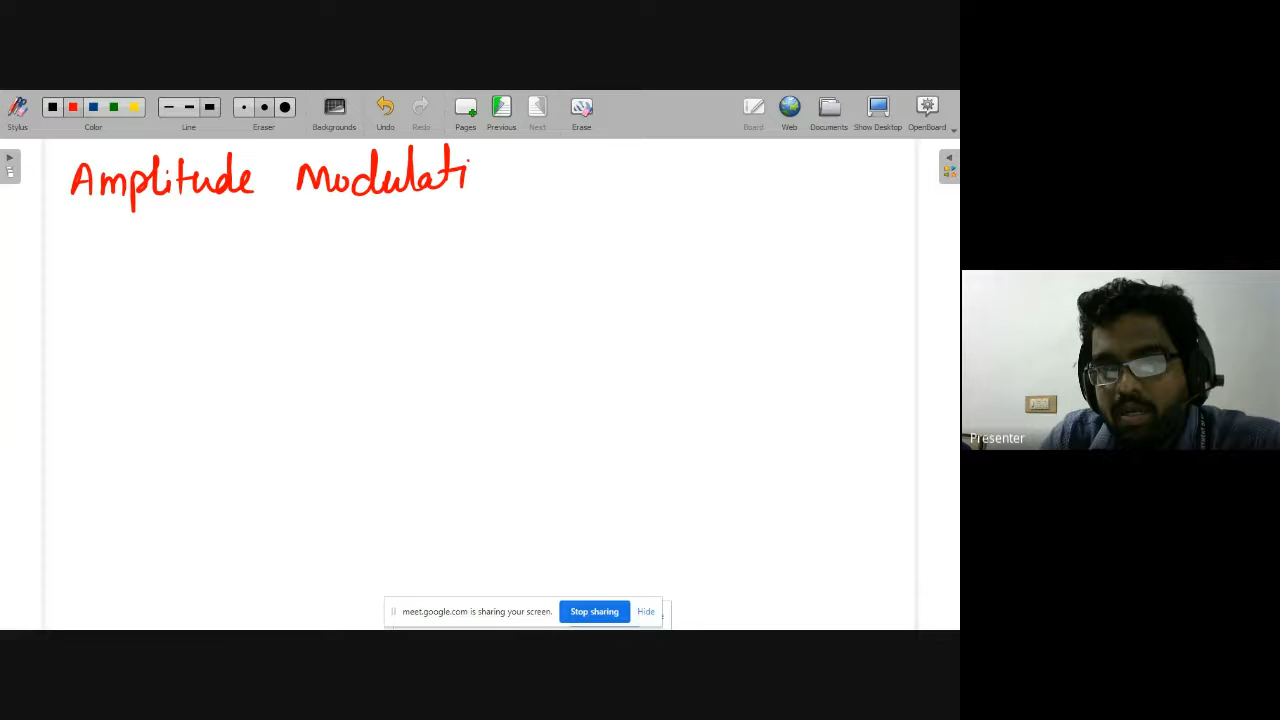 Stylus Color Line Eraser Backgrounds Undo Redo Pages Previous Next Erase Board Web Documents Show Desktop OpenBoard
Amplitude Modulati
Presenter
meet.google.com is sharing your screen. Stop sharing Hide